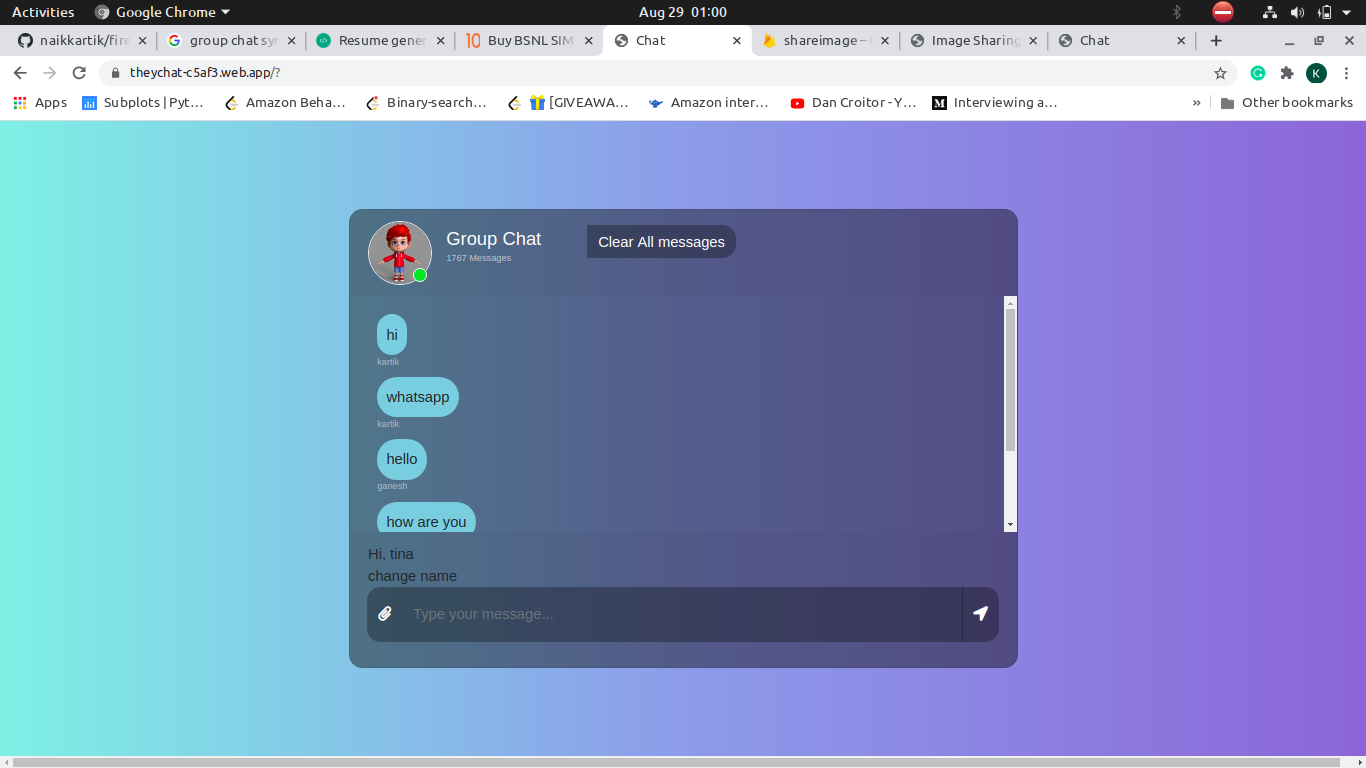 Activities Google Chrome Aug 29 01:00
naikkartik/fire group chat syn Resume gener Buy BSNL SIM Chat shareimage – Image Sharing Chat
theychat-c5af3.web.app/? K
Apps Subplots | Pyt… Amazon Beha… Binary-search… [GIVEAWA… Amazon inter… Dan Croitor - Y… Interviewing a… » Other bookmarks
Group Chat
1767 Messages
Clear All messages
hi
kartik
whatsapp
kartik
hello
ganesh
how are you
Hi, tina
change name
Type your message...